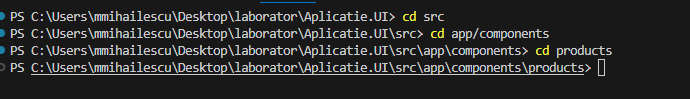 PS C:\Users\mmihailescu\Desktop\laborator\Aplicatie.UI> cd src
PS C:\Users\mmihailescu\Desktop\laborator\Aplicatie.UI\src> cd app/components
PS C:\Users\mmihailescu\Desktop\laborator\Aplicatie.UI\src\app\components> cd products
PS C:\Users\mmihailescu\Desktop\laborator\Aplicatie.UI\src\app\components\products>